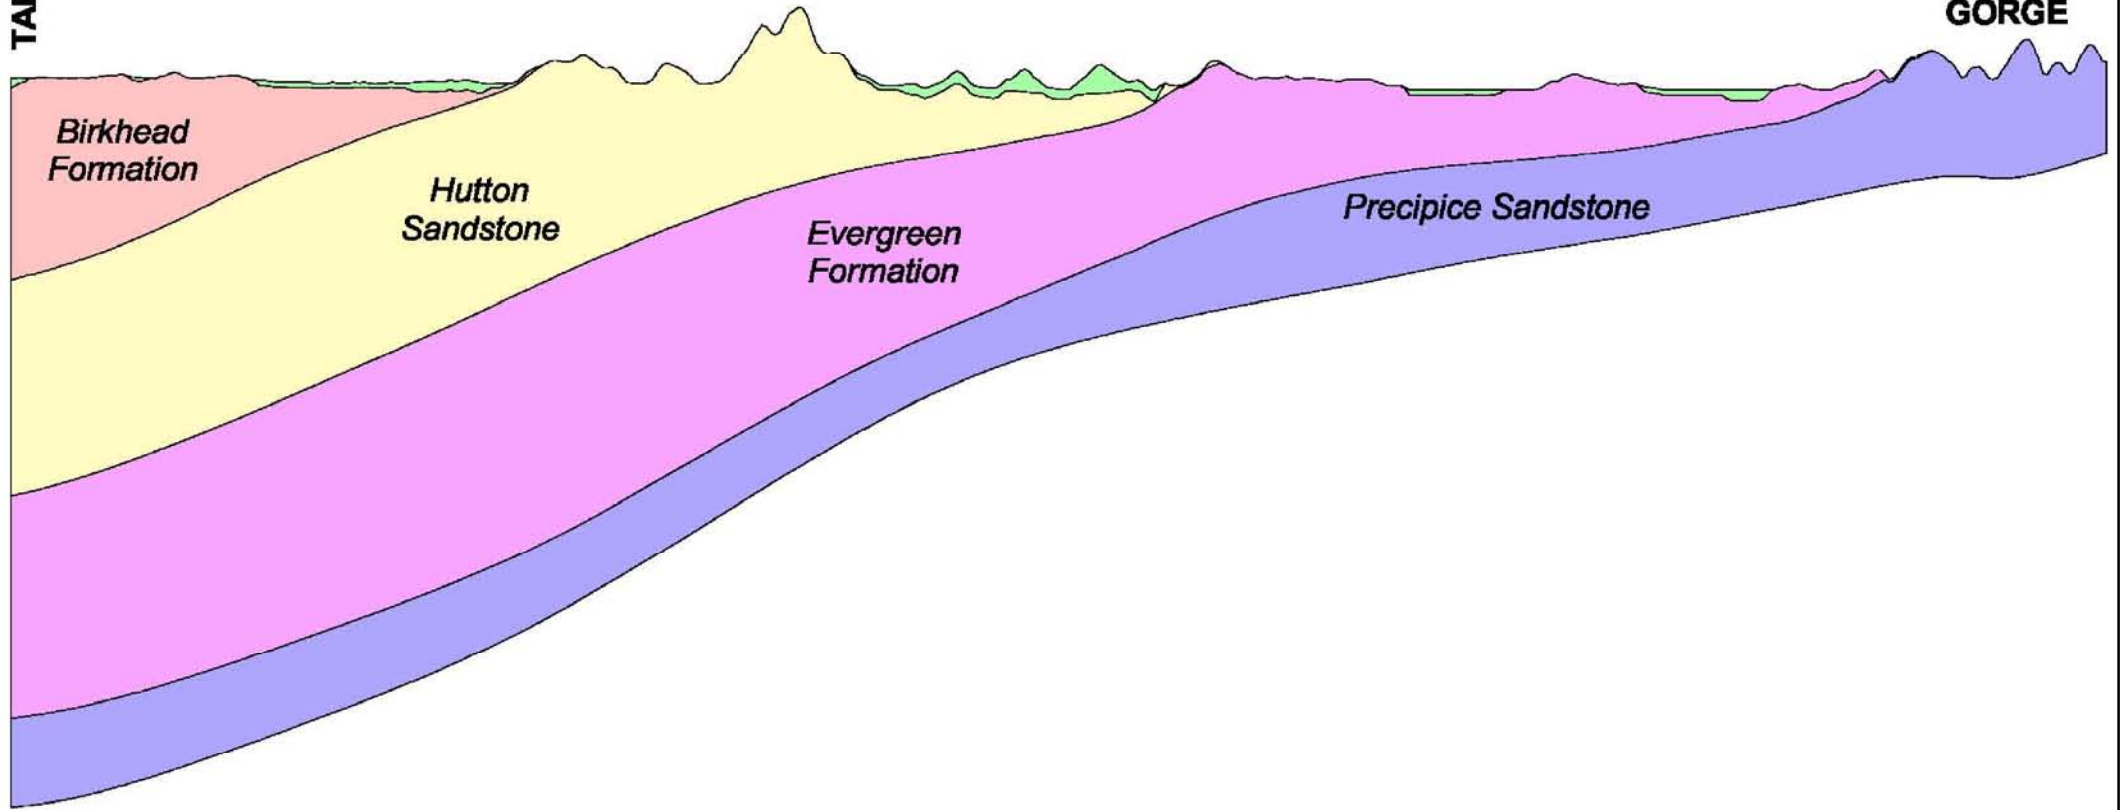 GORGE
Birkhead
Formation
Hutton
Sandstone
Evergreen
Formation
Precipice Sandstone